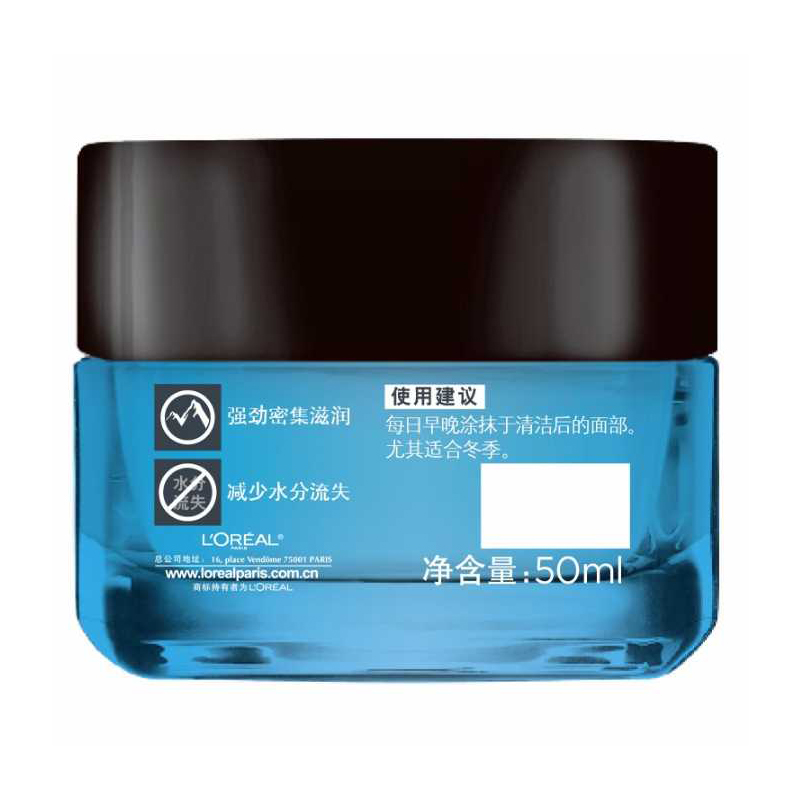 强劲密集滋润
水分
流失
减少水分流失
L'ORÉAL®
PARIS
总公司地址: 16, place Vendôme 75001 PARIS
www.lorealparis.com.cn
商标持有者为L'ORÉAL
使用建议
每日早晚涂抹于清洁后的面部。
尤其适合冬季。
净含量:50ml